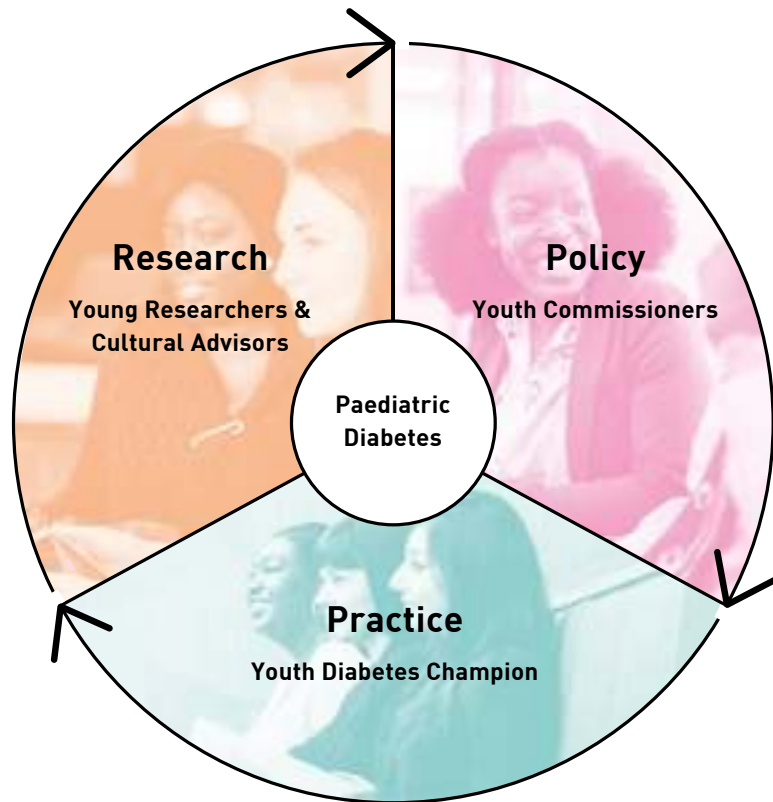 Research
Young Researchers &
Cultural Advisors
Policy
Youth Commissioners
Paediatric
Diabetes
Practice
Youth Diabetes Champion